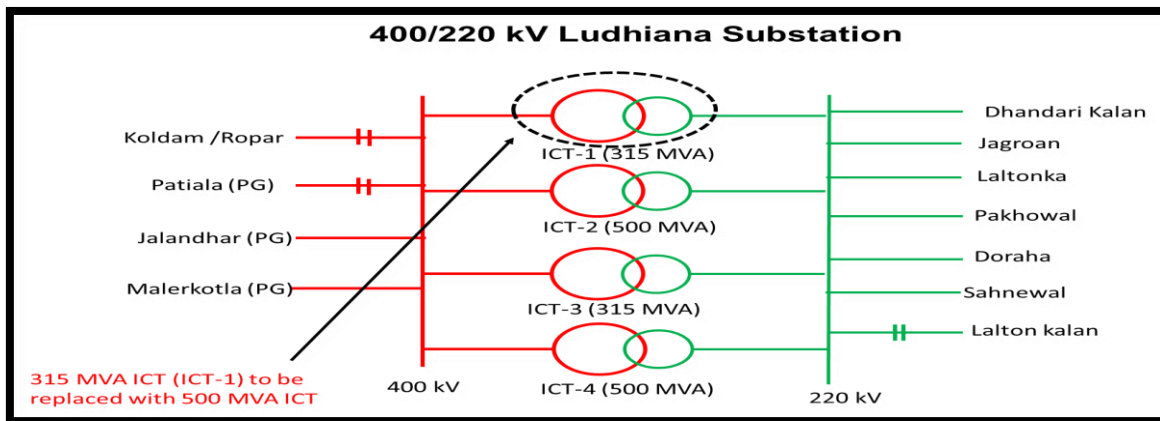 400/220 kV Ludhiana Substation
Koldam /Ropar
Patiala (PG)
Jalandhar (PG)
Malerkotla (PG)
315 MVA ICT (ICT-1) to be
replaced with 500 MVA ICT
400 kV
ICT-1 (315 MVA)
ICT-2 (500 MVA)
ICT-3 (315 MVA)
ICT-4 (500 MVA)
220 kV
Dhandari Kalan
Jagroan
Laltonka
Pakhowal
Doraha
Sahnewal
Lalton kalan